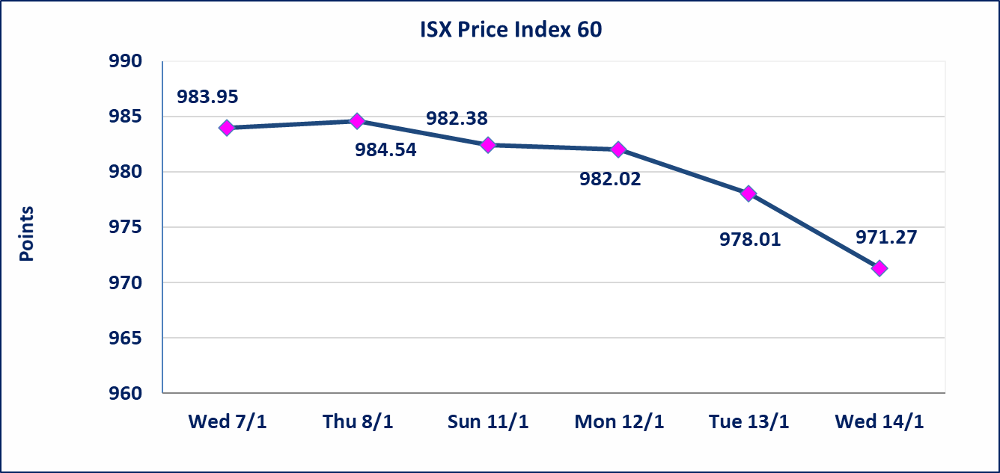 ISX Price Index 60
Points
990
985
980
975
970
965
960
983.95
984.54
982.38
982.02
978.01
971.27
Wed 7/1
Thu 8/1
Sun 11/1
Mon 12/1
Tue 13/1
Wed 14/1